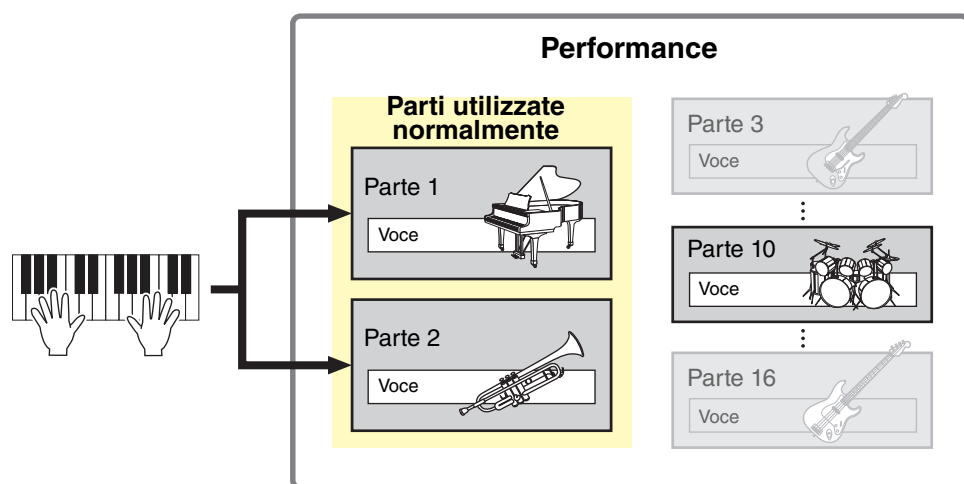 Performance
Parti utilizzate
normalmente
Parte 1
Voce
Parte 2
Voce
Parte 3
Voce
Parte 10
Voce
Parte 16
Voce